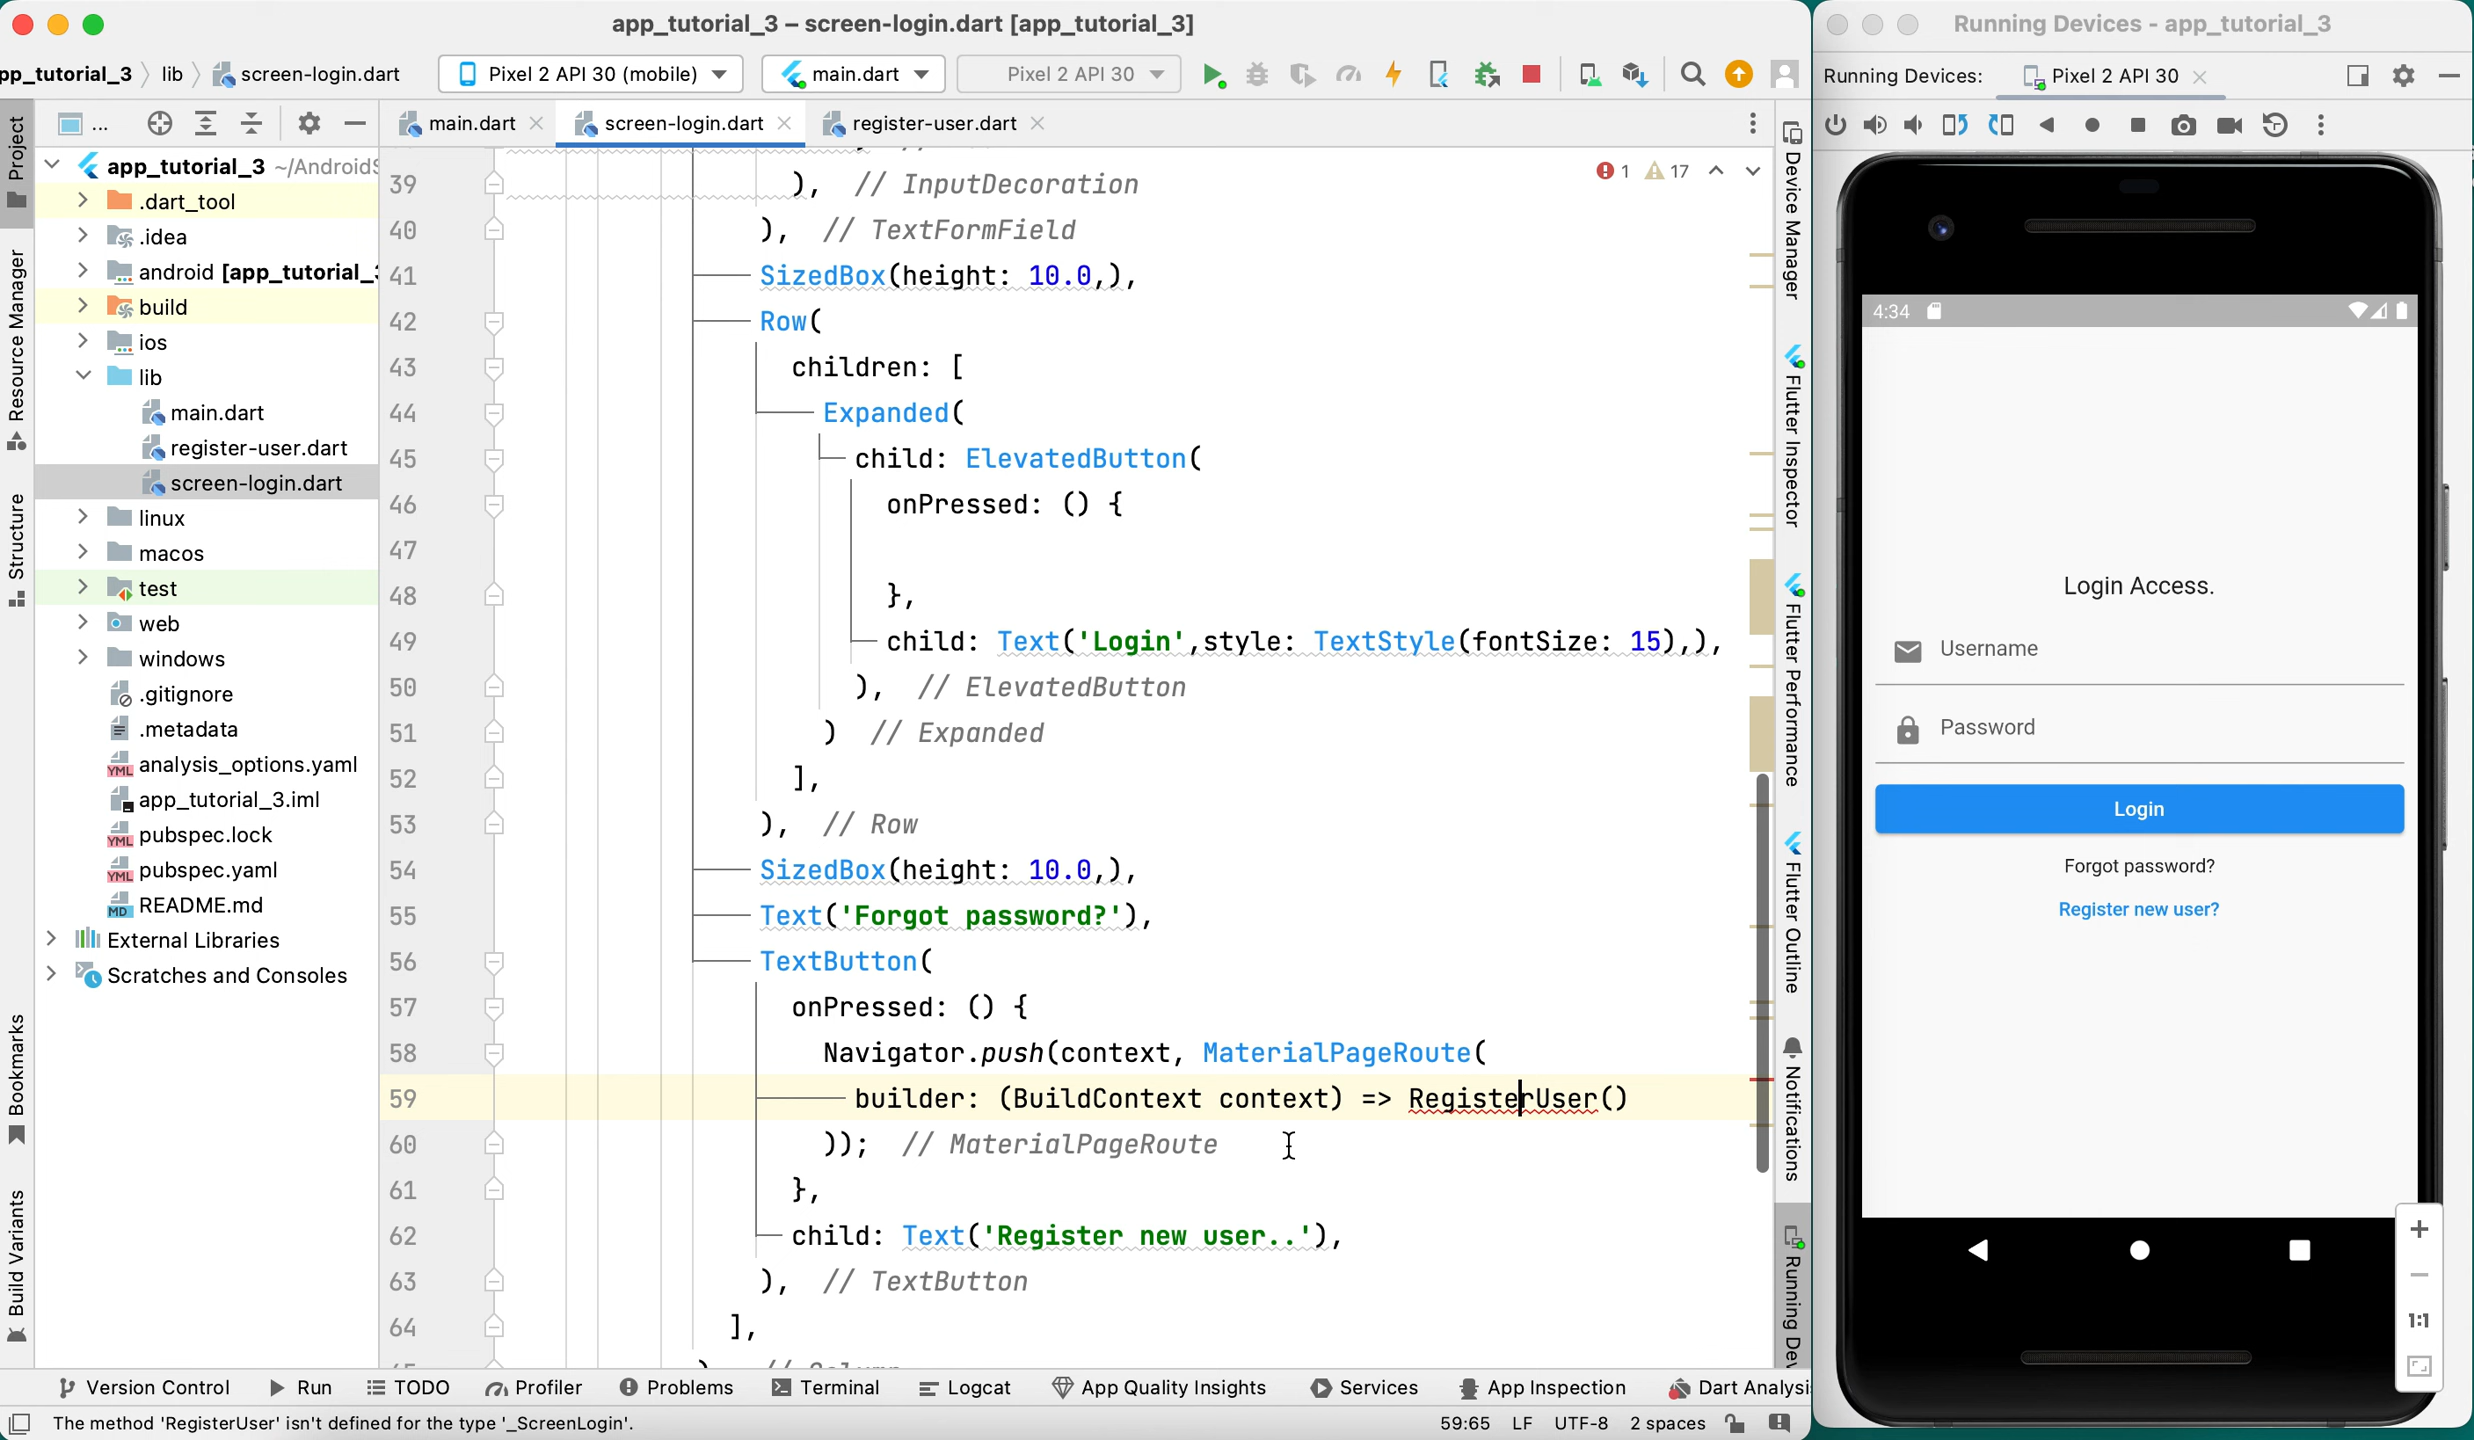 app_tutorial_3 – screen-login.dart [app_tutorial_3]
Running Devices - app_tutorial_3
pp_tutorial_3 lib screen-login.dart
Pixel 2 API 30 (mobile)
main.dart
Pixel 2 API 30
Running Devices: Pixel 2 API 30
Project
...
main.dart
screen-login.dart
register-user.dart
app_tutorial_3 ~/AndroidS
.dart_tool
.idea
android [app_tutorial_3
build
ios
lib
main.dart
register-user.dart
screen-login.dart
linux
macos
test
web
windows
.gitignore
.metadata
analysis_options.yaml
app_tutorial_3.iml
pubspec.lock
pubspec.yaml
README.md
External Libraries
Scratches and Consoles
Resource Manager
Structure
Bookmarks
Build Variants
1 17
39 ), // InputDecoration
40 ), // TextFormField
41 SizedBox(height: 10.0,),
42 Row(
43 children: [
44 Expanded(
45 child: ElevatedButton(
46 onPressed: () {
47
48 },
49 child: Text('Login',style: TextStyle(fontSize: 15),),
50 ), // ElevatedButton
51 ) // Expanded
52 ],
53 ), // Row
54 SizedBox(height: 10.0,),
55 Text('Forgot password?'),
56 TextButton(
57 onPressed: () {
58 Navigator.push(context, MaterialPageRoute(
59 builder: (BuildContext context) => RegisterUser()
60 )); // MaterialPageRoute
61 },
62 child: Text('Register new user..'),
63 ), // TextButton
64 ],
Device Manager
Flutter Inspector
Flutter Performance
Flutter Outline
Notifications
Running Dev
4:34
Login Access.
Username
Password
Login
Forgot password?
Register new user?
1:1
Version Control
Run
TODO
Profiler
Problems
Terminal
Logcat
App Quality Insights
Services
App Inspection
Dart Analysi
The method 'RegisterUser' isn't defined for the type '_ScreenLogin'.
59:65 LF UTF-8 2 spaces